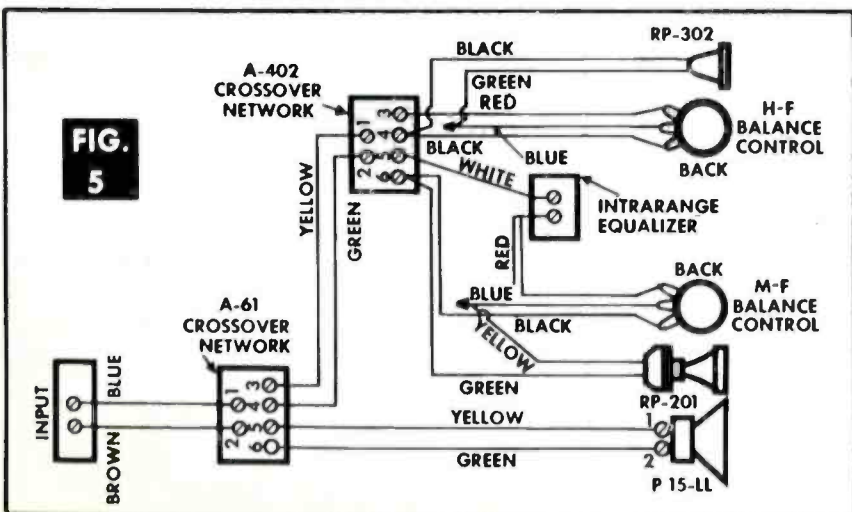 FIG.
5
A-402
CROSSOVER
NETWORK
BLACK
GREEN
RED
RP-302
H-F
BALANCE
CONTROL
BACK
1
2
3
4
5
6
BLACK
BLUE
WHITE
INTRARANGE
EQUALIZER
YELLOW
GREEN
RED
BACK
M-F
BALANCE
CONTROL
BLUE
BLACK
YELLOW
GREEN
RP-201
A-61
CROSSOVER
NETWORK
INPUT
BLUE
BROWN
1
2
3
4
5
6
YELLOW
GREEN
1
2
P 15-LL